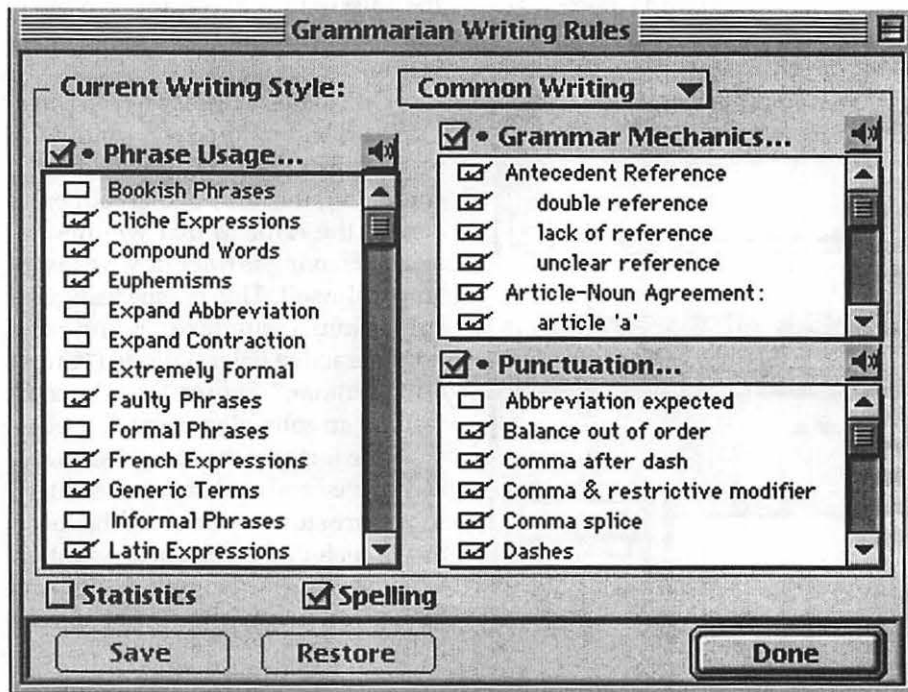 Grammarian Writing Rules
Current Writing Style: Common Writing
• Phrase Usage...
Bookish Phrases
Cliche Expressions
Compound Words
Euphemisms
Expand Abbreviation
Expand Contraction
Extremely Formal
Faulty Phrases
Formal Phrases
French Expressions
Generic Terms
Informal Phrases
Latin Expressions
• Grammar Mechanics...
Antecedent Reference
double reference
lack of reference
unclear reference
Article-Noun Agreement:
article 'a'
• Punctuation...
Abbreviation expected
Balance out of order
Comma after dash
Comma & restrictive modifier
Comma splice
Dashes
Statistics Spelling
Save Restore Done